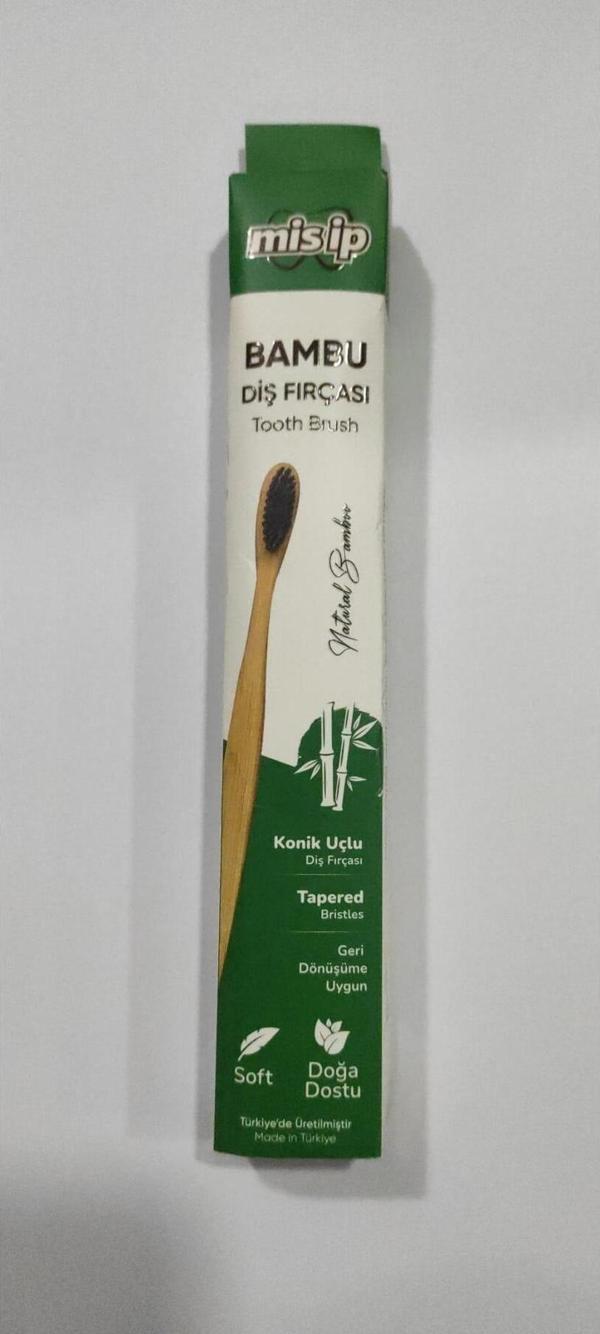 misip
BAMBU
DİŞ FIRÇASI
Tooth Brush
Natural Bamboo
Konik Uçlu
Diş Fırçası
Tapered
Bristles
Geri
Dönüşüme
Uygun
Soft
Doğa
Dostu
Türkiye'de Üretilmiştir
Made in Türkiye